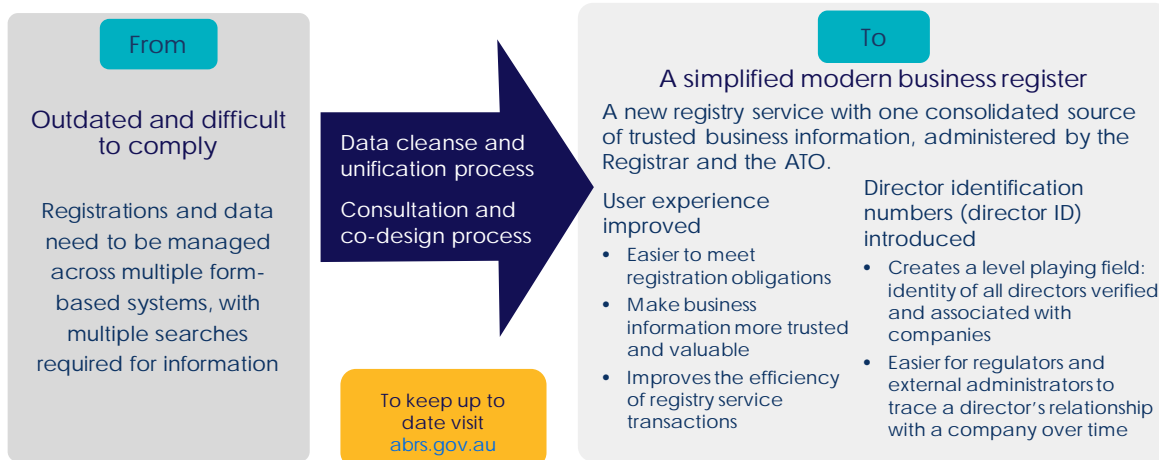 From
Outdated and difficult
to comply
Registrations and data
need to be managed
across multiple form-
based systems, with
multiple searches
required for information
Data cleanse and
unification process
Consultation and
co-design process
To keep up to
date visit
abrs.gov.au
To
A simplified modern business register
A new registry service with one consolidated source
of trusted business information, administered by the
Registrar and the ATO.
User experience
improved
• Easier to meet
registration obligations
• Make business
information more trusted
and valuable
• Improves the efficiency
of registry service
transactions
Director identification
numbers (director ID)
introduced
• Creates a level playing field:
identity of all directors verified
and associated with
companies
• Easier for regulators and
external administrators to
trace a director's relationship
with a company over time